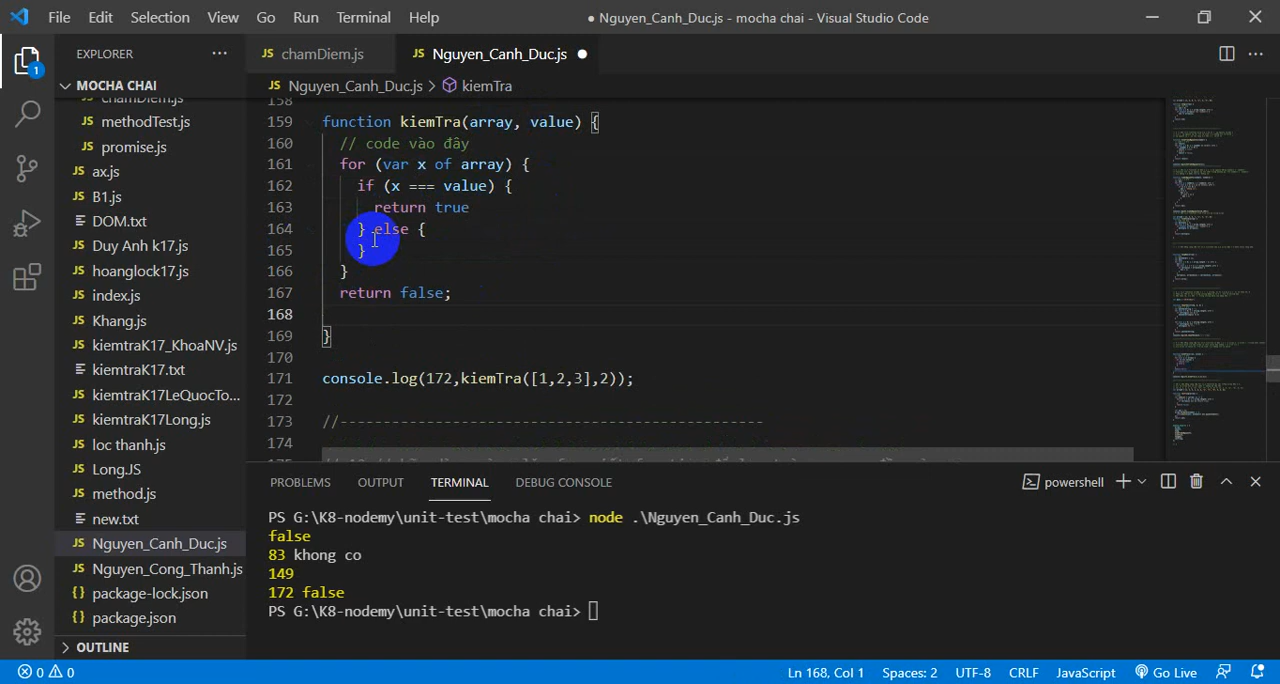 File Edit Selection View Go Run Terminal Help
● Nguyen_Canh_Duc.js - mocha chai - Visual Studio Code
EXPLORER
1
MOCHA CHAI
chamDiem.js
methodTest.js
promise.js
ax.js
B1.js
DOM.txt
Duy Anh k17.js
hoanglock17.js
index.js
Khang.js
kiemtraK17_KhoaNV.js
kiemtraK17.txt
kiemtraK17LeQuocTo...
kiemtraK17Long.js
loc thanh.js
Long.JS
method.js
new.txt
Nguyen_Canh_Duc.js
Nguyen_Cong_Thanh.js
package-lock.json
package.json
OUTLINE
JS chamDiem.js JS Nguyen_Canh_Duc.js ●
JS Nguyen_Canh_Duc.js > kiemTra
158
159 function kiemTra(array, value) {
160 // code vào đây
161 for (var x of array) {
162 if (x === value) {
163 return true
164 } else {
165 }
166 }
167 return false;
168
169 }
170
171 console.log(172,kiemTra([1,2,3],2));
172
173 //-------------------------------------------------
174
PROBLEMS OUTPUT TERMINAL DEBUG CONSOLE
powershell
PS G:\K8-nodemy\unit-test\mocha chai> node .\Nguyen_Canh_Duc.js
false
83 khong co
149
172 false
PS G:\K8-nodemy\unit-test\mocha chai>
0 0 Ln 168, Col 1 Spaces: 2 UTF-8 CRLF JavaScript Go Live